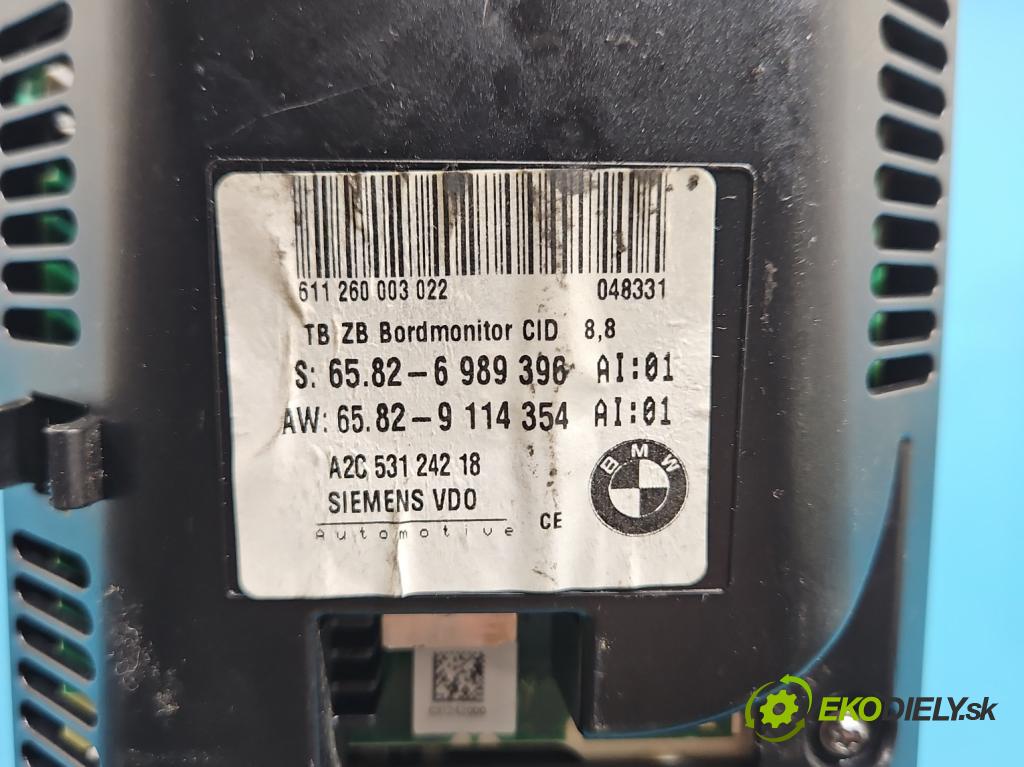 611 260 003 022 048331
TB ZB Bordmonitor CID 8,8
S: 65.82-6 989 396 AI:01
AW: 65.82-9 114 354 AI:01
A2C 531 242 18
SIEMENS VDO
Automotive CE
BMW
EKODIELY.sk